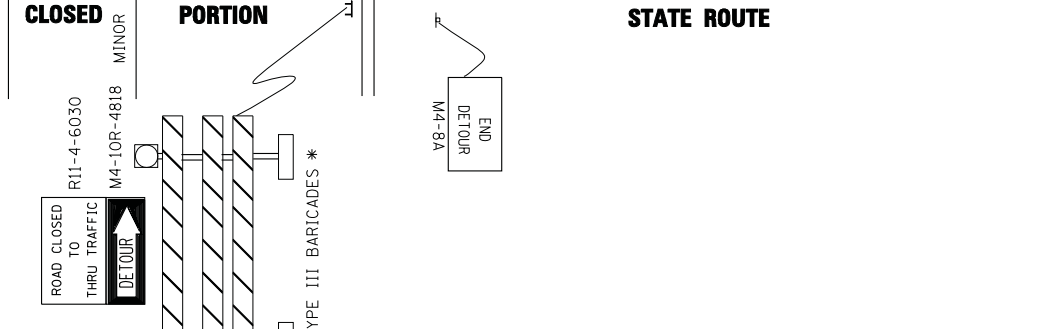 CLOSED
PORTION
STATE ROUTE
MINOR
R11-4-6030
M4-10R-4818
ROAD CLOSED
TO
THRU TRAFFIC
DETOUR
YPE III BARICADES *
END
DETOUR
M4-8A